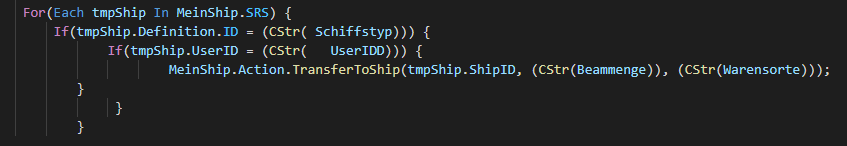 For(Each tmpShip In MeinShip.SRS) {
If(tmpShip.Definition.ID = (CStr( Schiffstyp))) {
If(tmpShip.UserID = (CStr(   UserIDD))) {
MeinShip.Action.TransferToShip(tmpShip.ShipID, (CStr(Beammenge)), (CStr(Warensorte)));
}
}
}